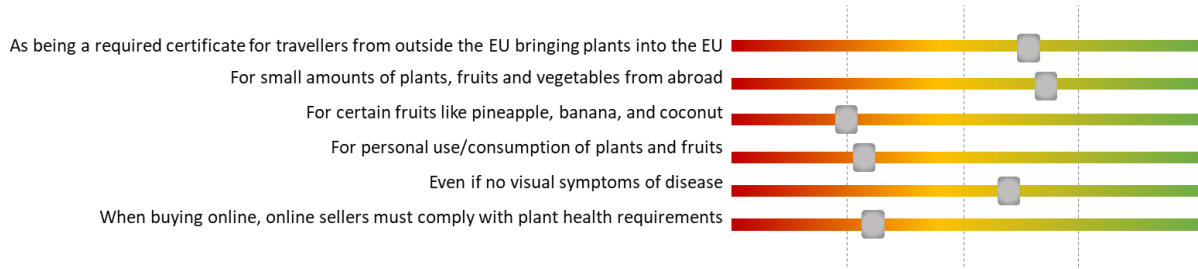 As being a required certificate for travellers from outside the EU bringing plants into the EU
For small amounts of plants, fruits and vegetables from abroad
For certain fruits like pineapple, banana, and coconut
For personal use/consumption of plants and fruits
Even if no visual symptoms of disease
When buying online, online sellers must comply with plant health requirements